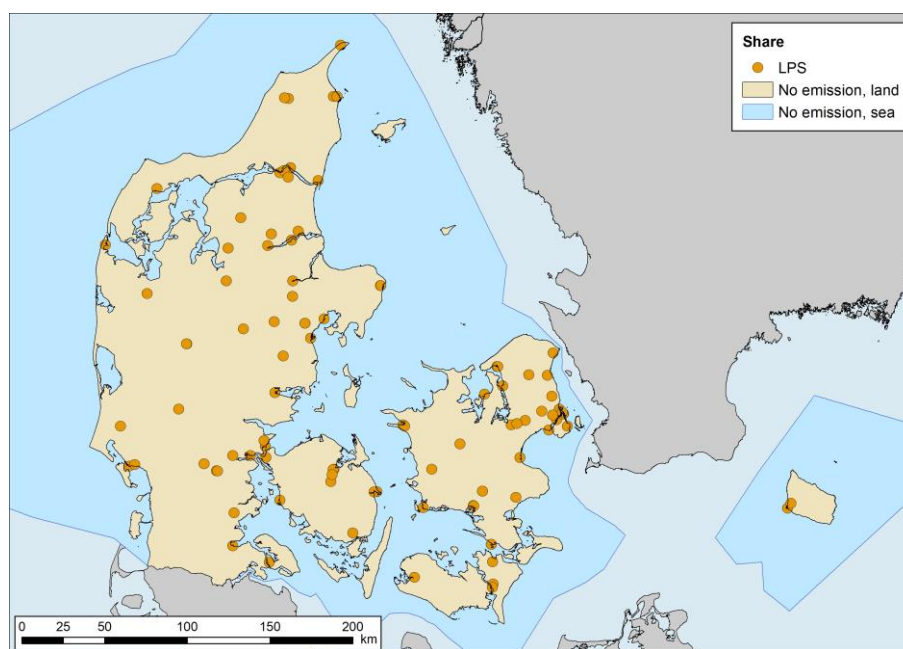 Share
LPS
No emission, land
No emission, sea
0 25 50 100 150 200
km